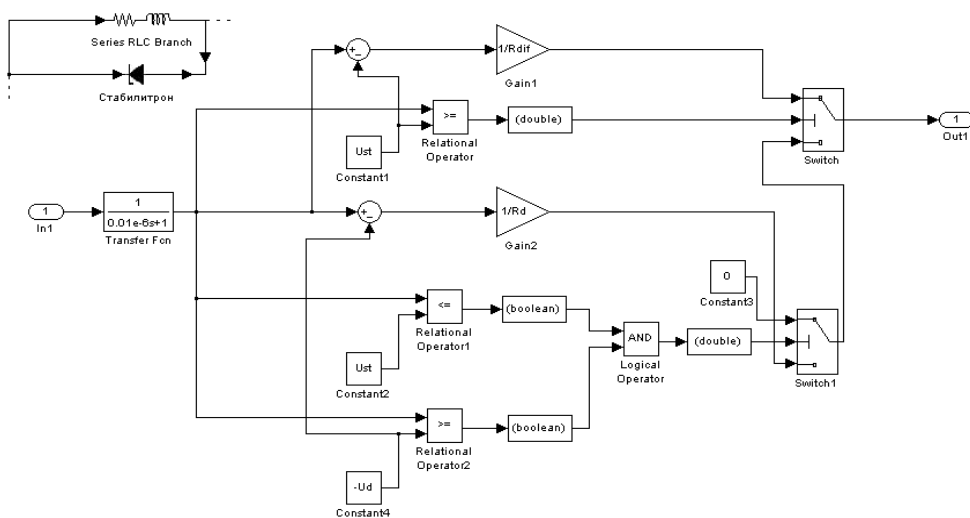 Series RLC Branch
Стабилитрон
1/Rdif
Gain1
>=
(double)
Relational
Operator
Ust
Constant1
Switch
1
Out1
1
In1
1
0.01e-6s+1
Transfer Fcn
1/Rd
Gain2
0
Constant3
<=
Relational
Operator1
(boolean)
AND
Logical
Operator
(double)
Switch1
Ust
Constant2
>=
Relational
Operator2
(boolean)
-Ud
Constant4